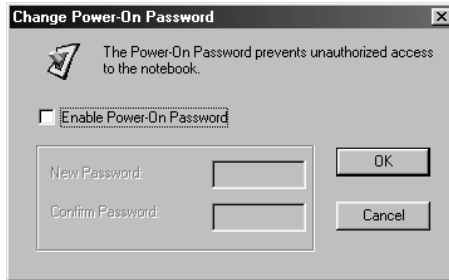 Change Power-On Password
The Power-On Password prevents unauthorized access
to the notebook.
Enable Power-On Password
New Password:
OK
Confirm Password:
Cancel